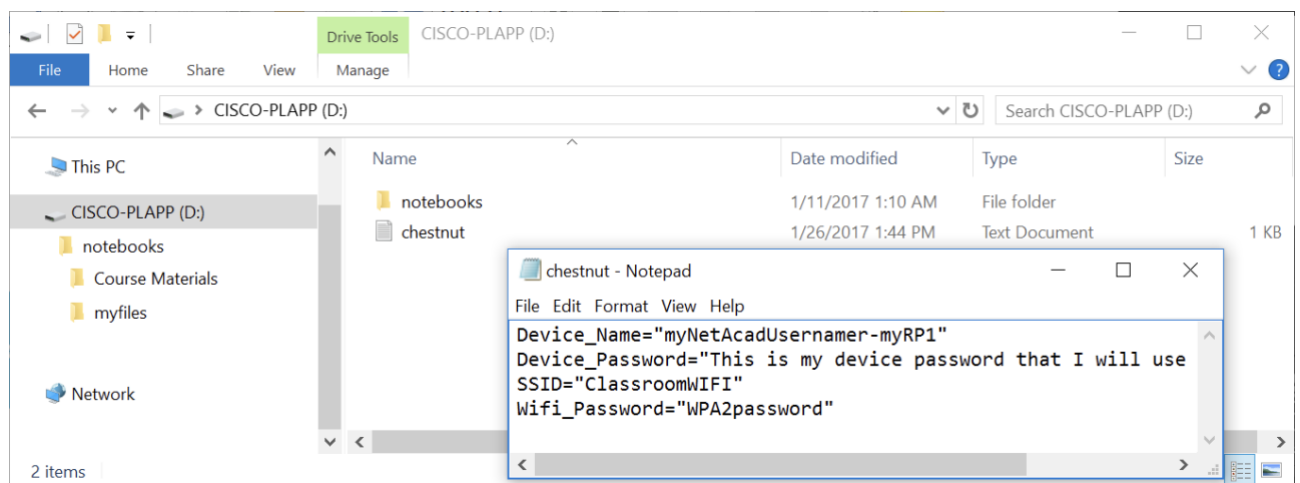 Drive Tools CISCO-PLAPP (D:)
File Home Share View Manage
CISCO-PLAPP (D:) Search CISCO-PLAPP (D:)
Name Date modified Type Size
This PC
CISCO-PLAPP (D:)
notebooks
Course Materials
myfiles
Network
notebooks 1/11/2017 1:10 AM File folder
chestnut 1/26/2017 1:44 PM Text Document 1 KB
chestnut - Notepad
File Edit Format View Help
Device_Name="myNetAcadUsernamer-myRP1"
Device_Password="This is my device password that I will use
SSID="ClassroomWIFI"
Wifi_Password="WPA2password"
2 items